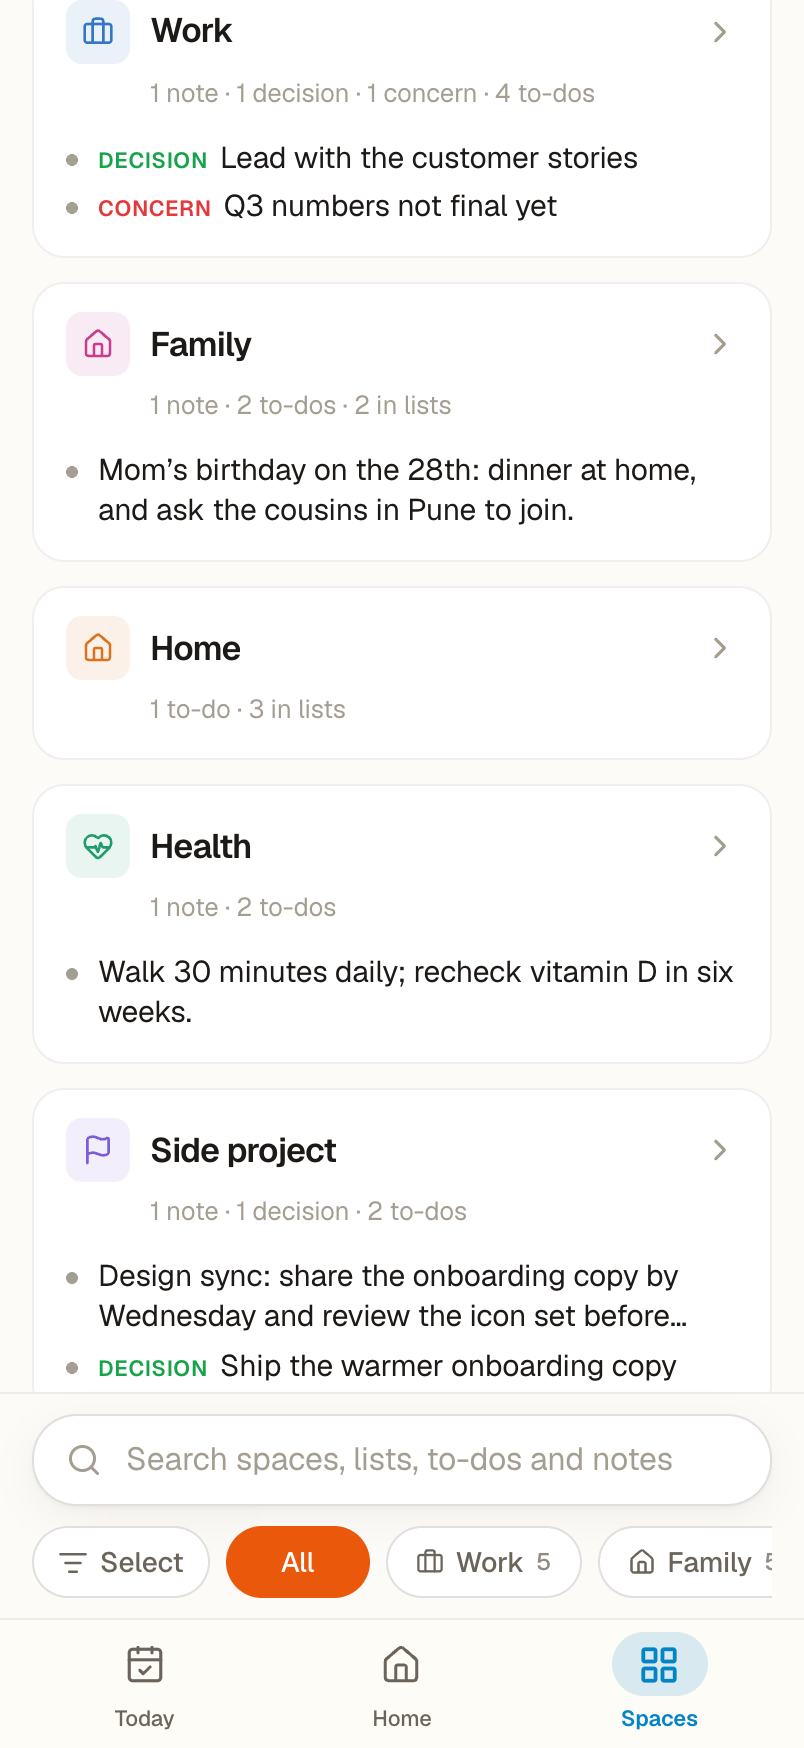 Work
1 note · 1 decision · 1 concern · 4 to-dos
DECISION Lead with the customer stories
CONCERN Q3 numbers not final yet
Family
1 note · 2 to-dos · 2 in lists
Mom’s birthday on the 28th: dinner at home,
and ask the cousins in Pune to join.
Home
1 to-do · 3 in lists
Health
1 note · 2 to-dos
Walk 30 minutes daily; recheck vitamin D in six
weeks.
Side project
1 note · 1 decision · 2 to-dos
Design sync: share the onboarding copy by
Wednesday and review the icon set before…
DECISION Ship the warmer onboarding copy
Search spaces, lists, to-dos and notes
Select All Work 5 Family
Today Home Spaces